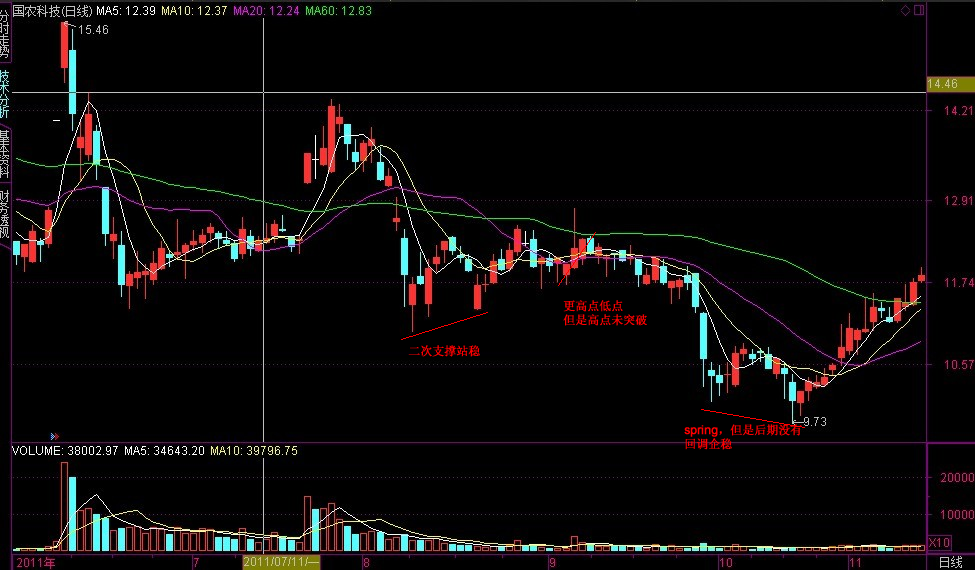 国农科技(日线) MA5: 12.39 MA10: 12.37 MA20: 12.24 MA60: 12.83
分时走势
技术分析
基本资料
财务透视
15.46
14.46
14.21
12.91
11.74
10.57
更高点低点
但是高点未突破
二次支撑站稳
9.73
spring，但是后期没有
回调企稳
VOLUME: 38002.97 MA5: 34643.20 MA10: 39796.75
20000
10000
X10
2011年
7
2011/07/11/一
8
9
10
11
日线